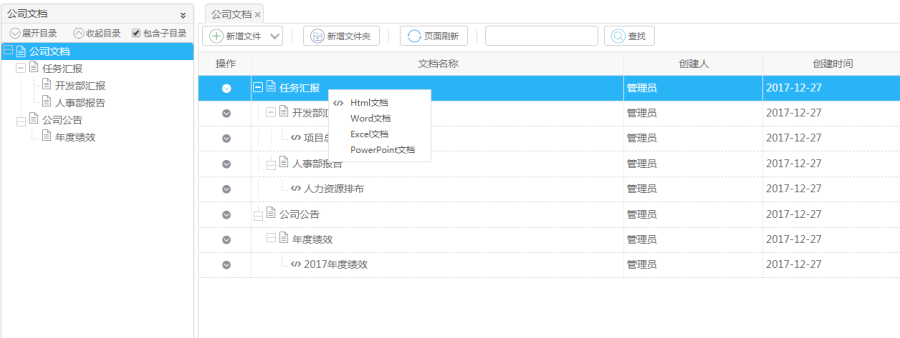 公司文档
展开目录 收起目录 包含子目录
公司文档
任务汇报
开发部汇报
人事部报告
公司公告
年度绩效
公司文档
新增文件 新增文件夹 页面刷新 查找
操作 文档名称 创建人 创建时间
任务汇报 管理员 2017-12-27
Html文档
Word文档
Excel文档
PowerPoint文档
开发部汇 管理员 2017-12-27
项目总 管理员 2017-12-27
人事部报告 管理员 2017-12-27
人力资源排布 管理员 2017-12-27
公司公告 管理员 2017-12-27
年度绩效 管理员 2017-12-27
2017年度绩效 管理员 2017-12-27